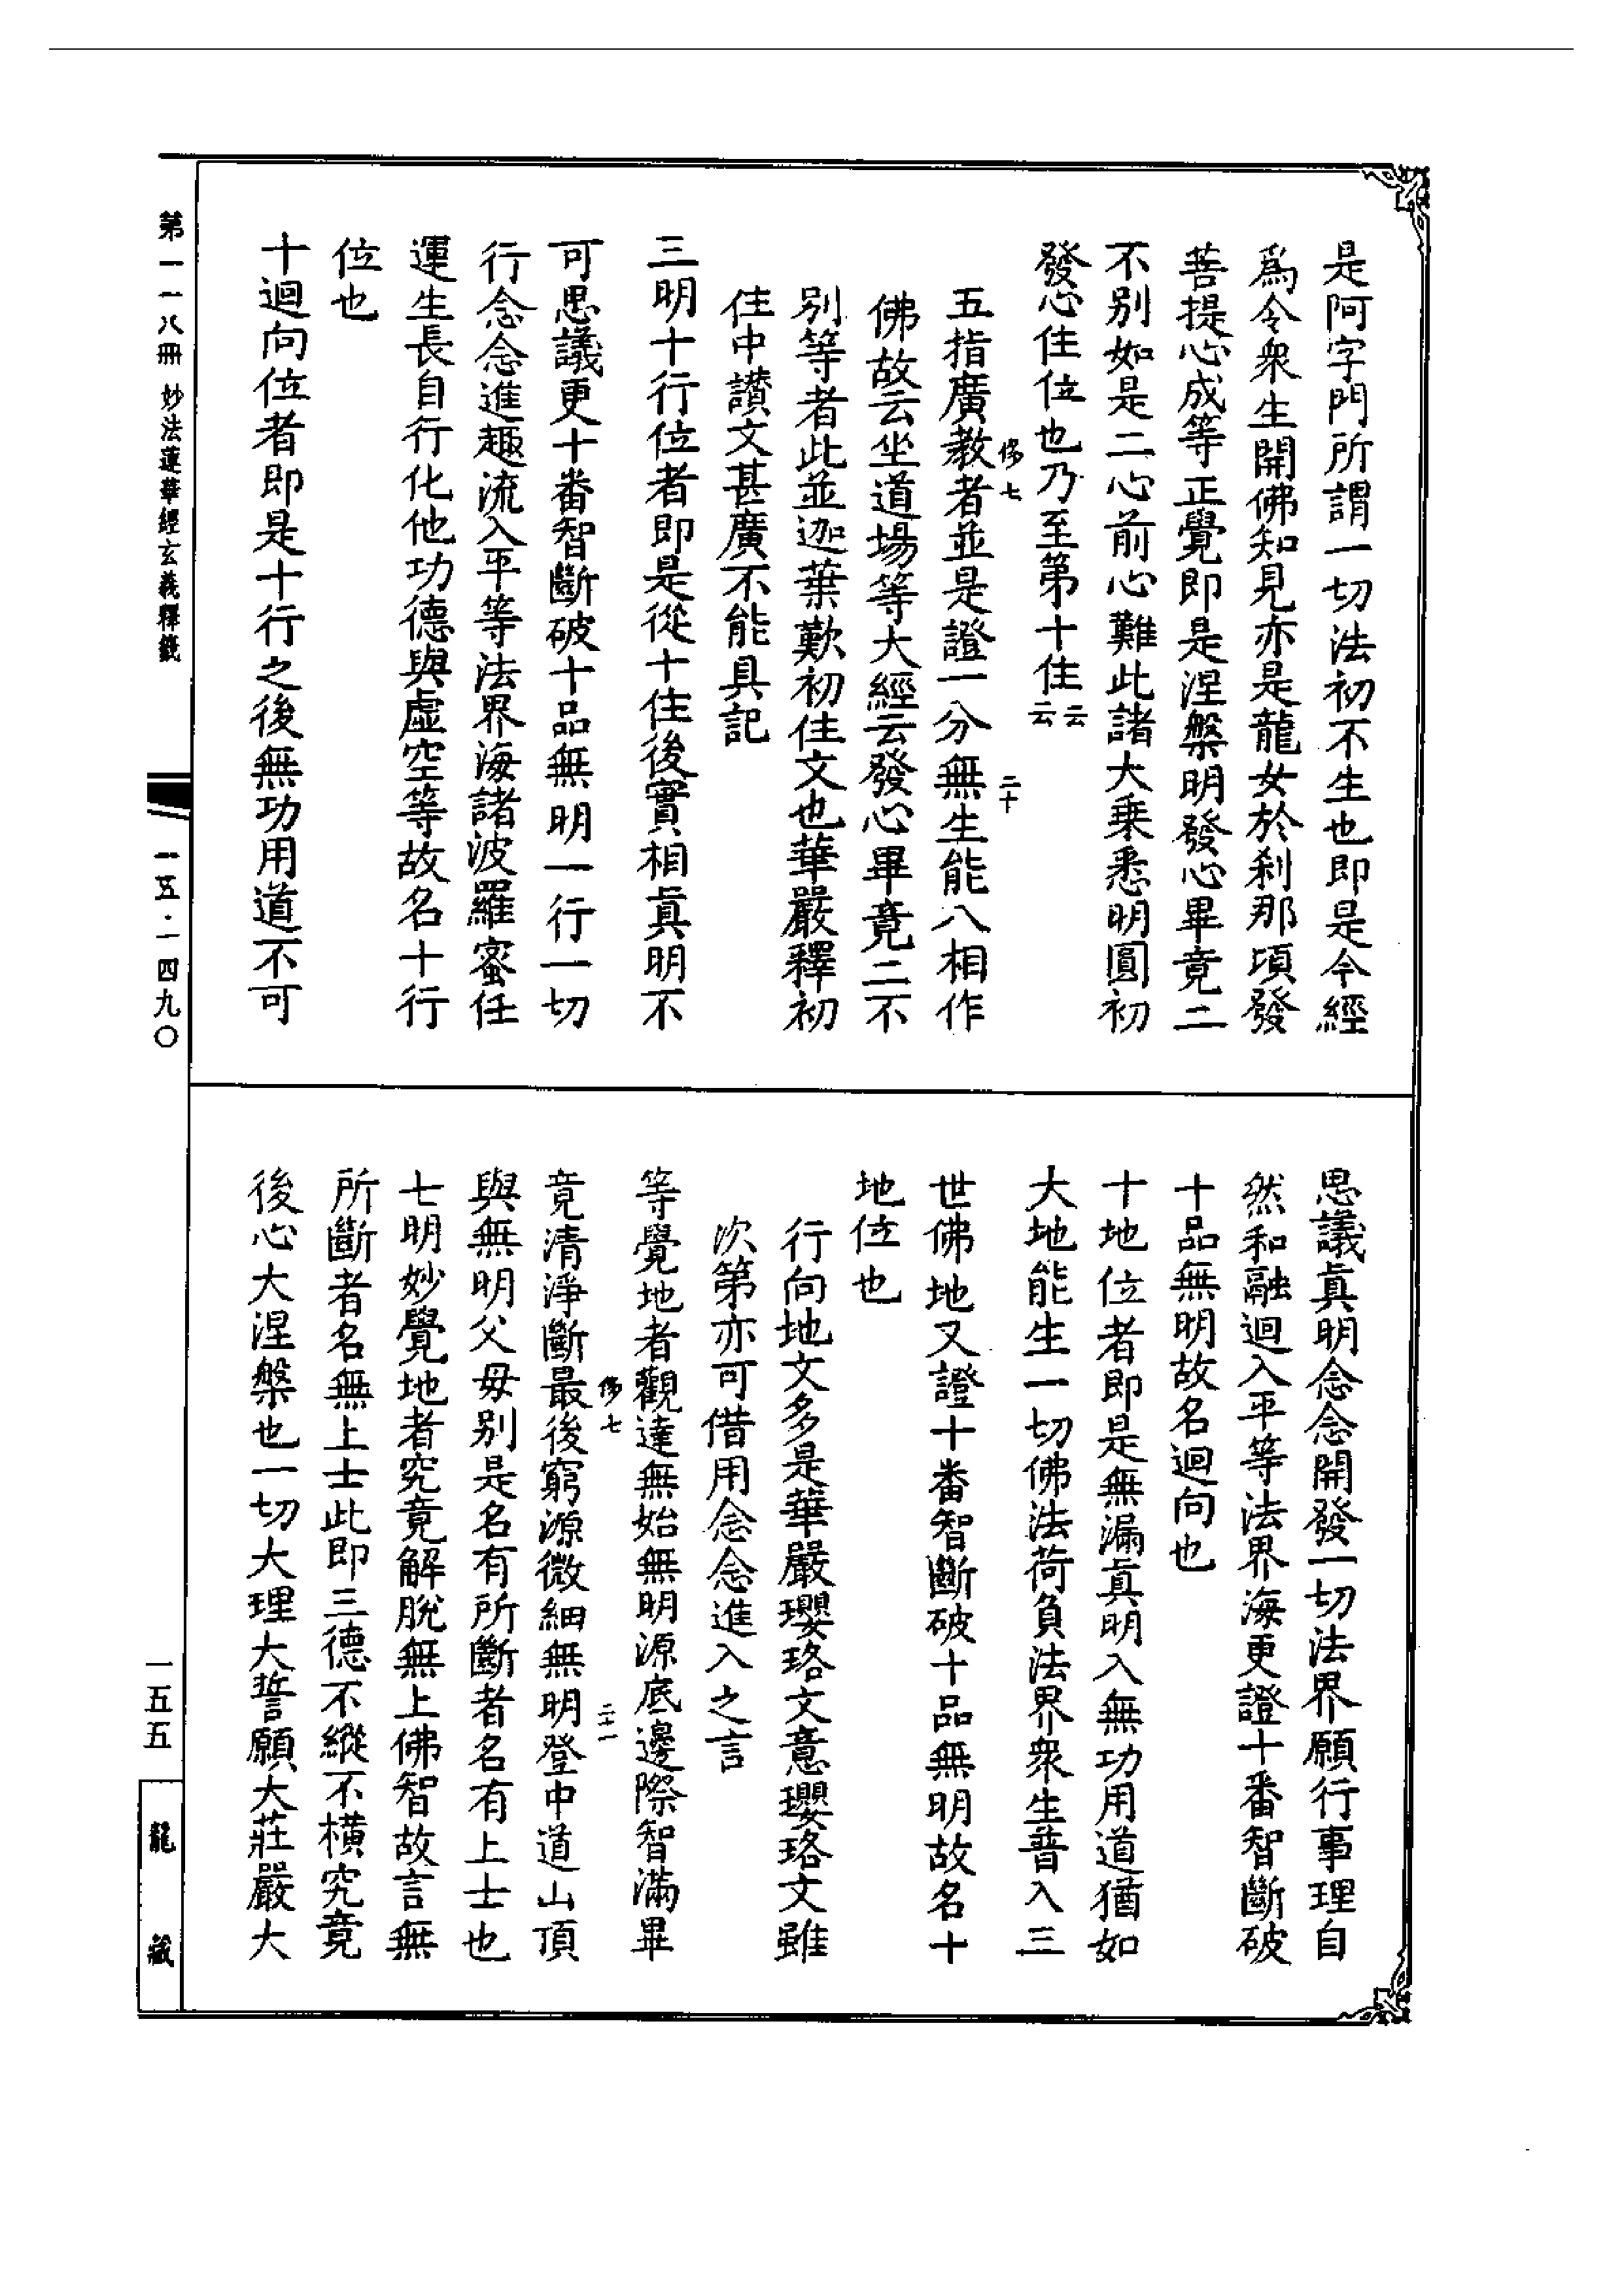 是阿字門所謂一切法初不生也即是今經
爲令衆生開佛知見亦是龍女於刹那頃發
菩提心成等正覺即是涅槃明發心畢竟二
不別如是二心前心難此諸大乘悉明圓初
發心住位也乃至第十住云云
五指廣教者並是證一分無生能八相作
佛故云坐道場等大經云發心畢竟二不
別等者此並迦葉歎初住文也華嚴釋初
住中讃文甚廣不能具記
三明十行位者即是從十住後實相眞明不
可思議更十番智斷破十品無明一行一切
行念念進趣流入平等法界海諸波羅蜜任
運生長自行化他功德與虛空等故名十行
位也
十迴向位者即是十行之後無功用道不可
思議眞明念念開發一切法界願行事理自
然和融迴入平等法界海更證十番智斷破
十品無明故名迴向也
十地位者即是無漏眞明入無功用道猶如
大地能生一切佛法荷負法界衆生普入三
世佛地又證十番智斷破十品無明故名十
地位也
行向地文多是華嚴瓔珞文意瓔珞文雖
次第亦可借用念念進入之言
等覺地者觀達無始無明源底邊際智滿畢
竟清淨斷最後窮源微細無明登中道山頂
與無明父母別是名有所斷者名有上士也
七明妙覺地者究竟解脫無上佛智故言無
所斷者名無上士此即三德不縱不橫究竟
後心大涅槃也一切大理大誓願大莊嚴大
七
二十
七
二十一
第一一八冊 妙法蓮華經玄義釋籤
一五·一四九〇
一五五
龍藏